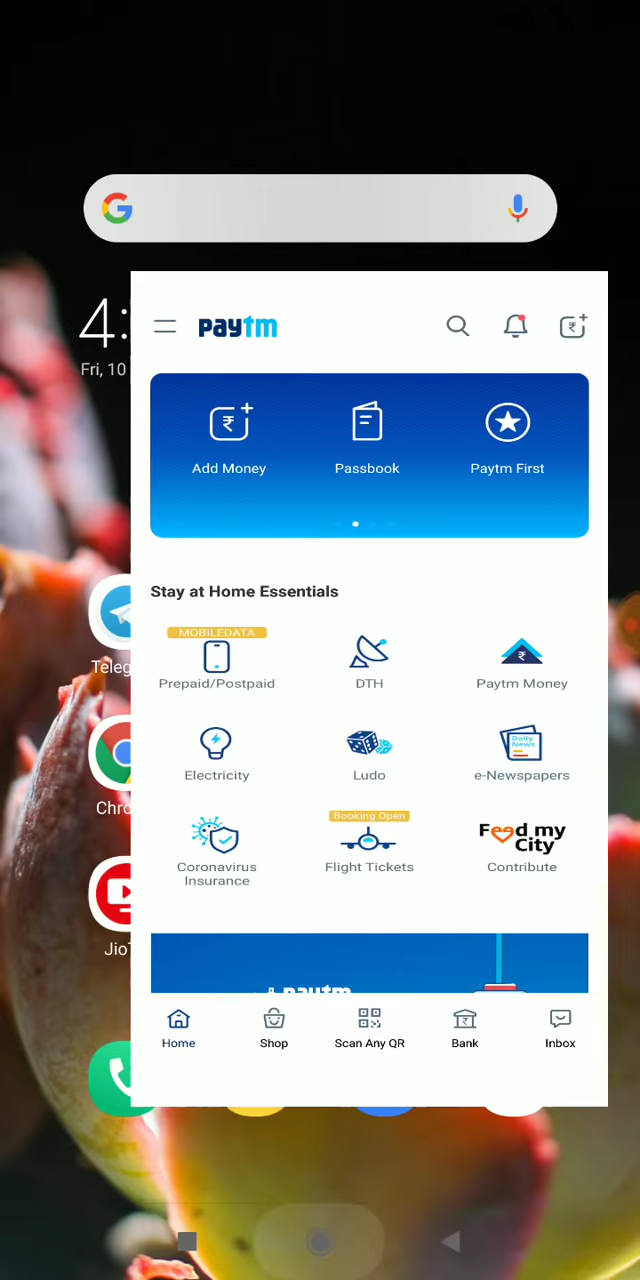 4:
Fri, 10
paytm
Add Money
Passbook
Paytm First
Stay at Home Essentials
MOBILEDATA
Prepaid/Postpaid
DTH
Paytm Money
Electricity
Ludo
Daily
News
e-Newspapers
Coronavirus
Insurance
Booking Open
Flight Tickets
Feed my
City
Contribute
paytm
Home
Shop
Scan Any QR
Bank
Inbox
Teleg
Chro
Jio